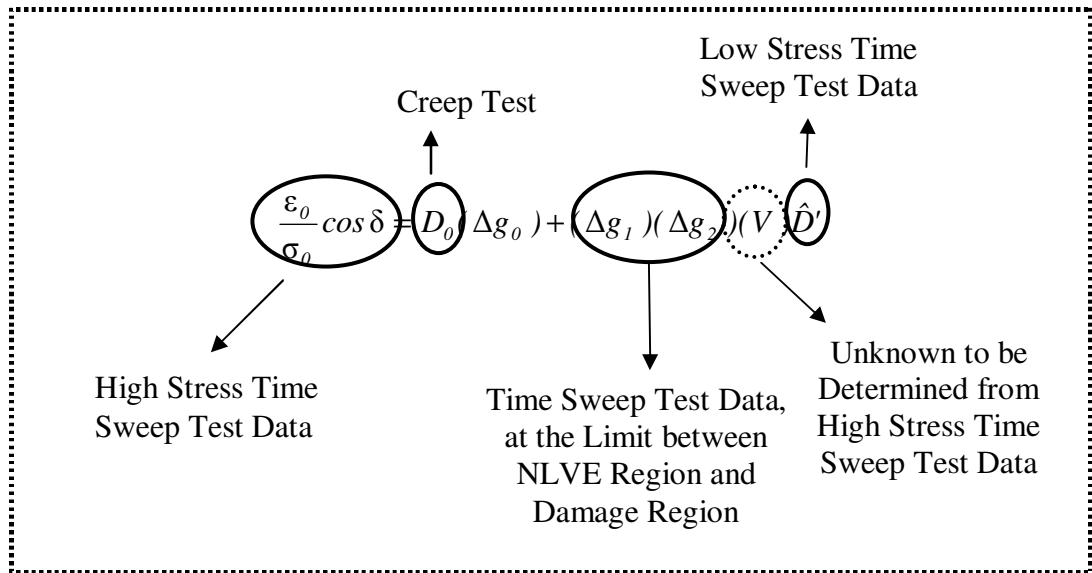 Low Stress Time
Sweep Test Data
Creep Test
ε₀/σ₀ cos δ = D₀(Δg₀) + (Δg₁)(Δg₂)(V)D̂'
High Stress Time
Sweep Test Data
Time Sweep Test Data,
at the Limit between
NLVE Region and
Damage Region
Unknown to be
Determined from
High Stress Time
Sweep Test Data